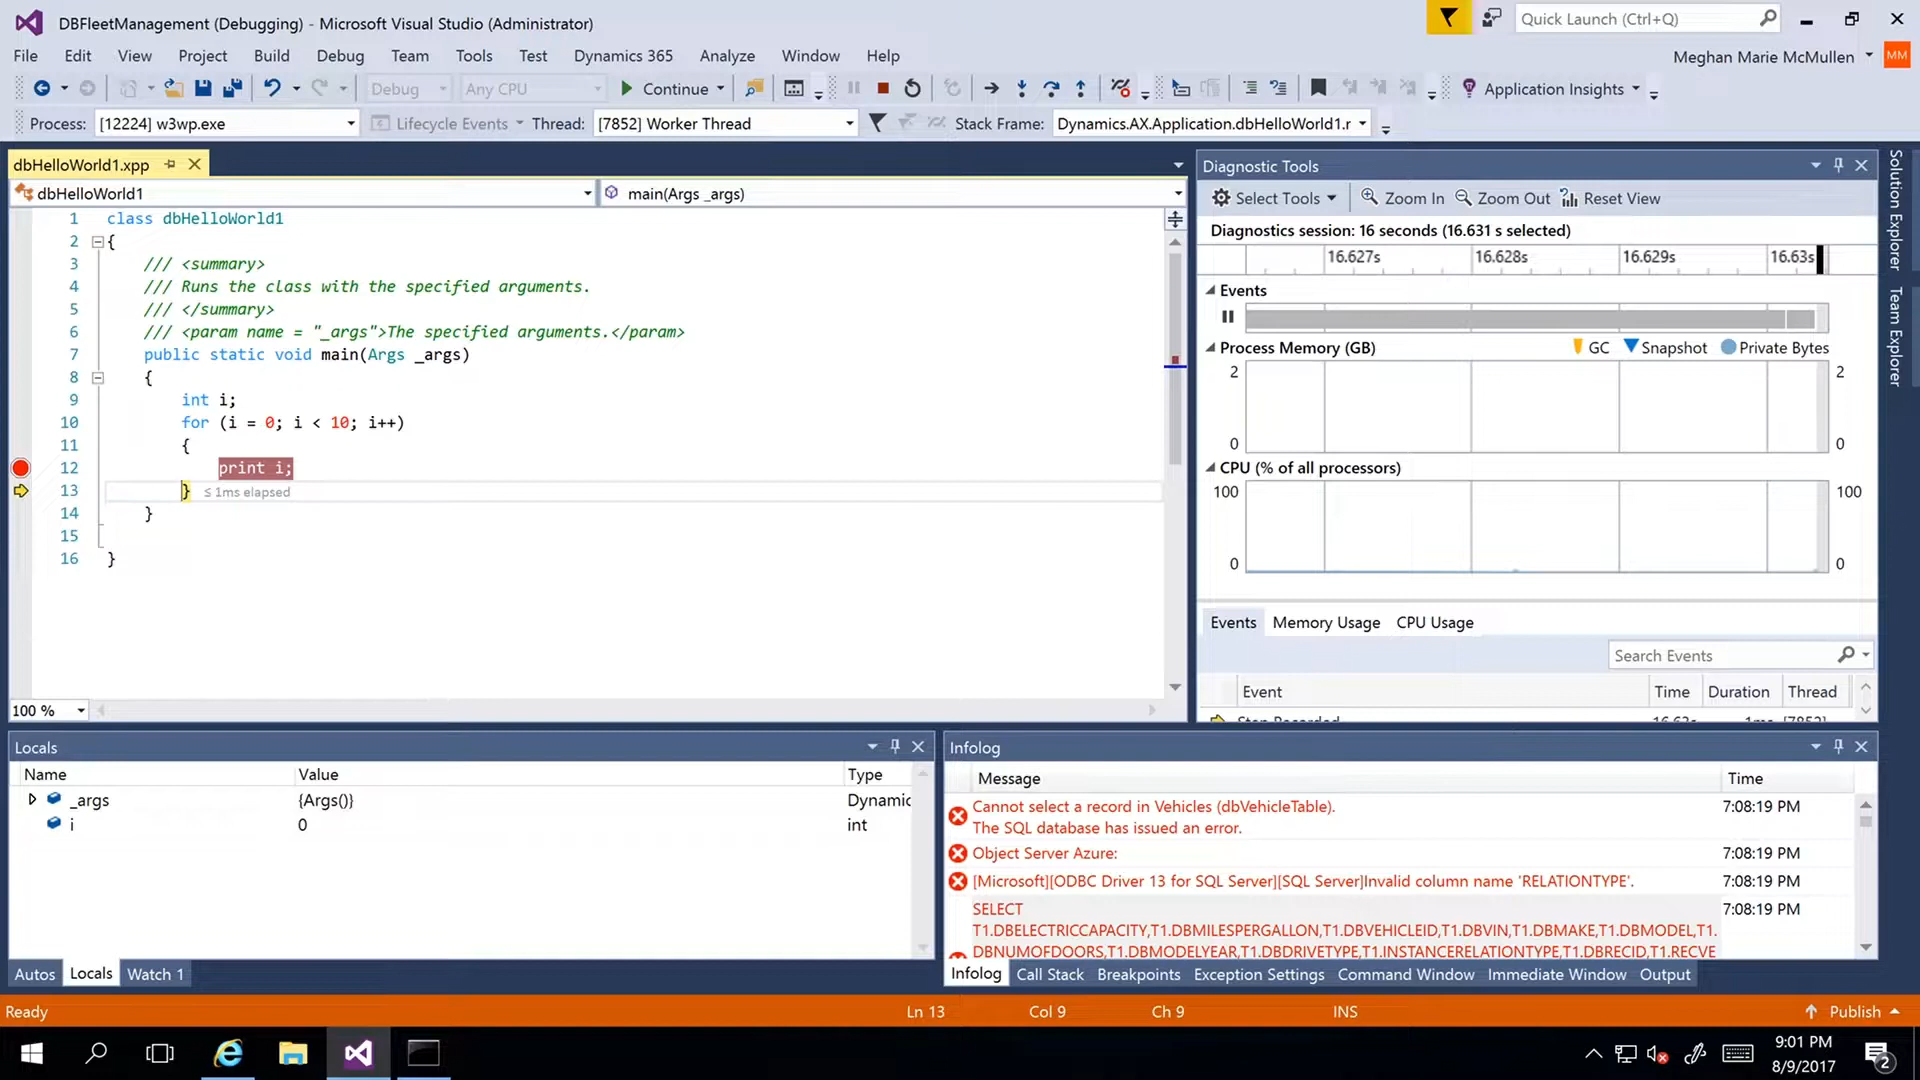 DBFleetManagement (Debugging) - Microsoft Visual Studio (Administrator)
Quick Launch (Ctrl+Q)
File Edit View Project Build Debug Team Tools Test Dynamics 365 Analyze Window Help
Meghan Marie McMullen
MM
Debug Any CPU Continue Application Insights
Process: [12224] w3wp.exe Lifecycle Events Thread: [7852] Worker Thread Stack Frame: Dynamics.AX.Application.dbHelloWorld1.r
dbHelloWorld1.xpp
dbHelloWorld1 main(Args _args)
1 class dbHelloWorld1
2 {
3 /// <summary>
4 /// Runs the class with the specified arguments.
5 /// </summary>
6 /// <param name = "_args">The specified arguments.</param>
7 public static void main(Args _args)
8 {
9 int i;
10 for (i = 0; i < 10; i++)
11 {
12 print i;
13 } ≤ 1ms elapsed
14 }
15
16 }
100 %
Diagnostic Tools
Select Tools Zoom In Zoom Out Reset View
Diagnostics session: 16 seconds (16.631 s selected)
16.627s 16.628s 16.629s 16.63s
Events
Process Memory (GB) GC Snapshot Private Bytes
2 2
0 0
CPU (% of all processors)
100 100
0 0
Events Memory Usage CPU Usage
Search Events
Event Time Duration Thread
Step Recorded 16.63s 1ms [7852]
Solution Explorer
Team Explorer
Locals
Name Value Type
_args {Args()} Dynamic
i 0 int
Autos Locals Watch 1
Infolog
Message Time
Cannot select a record in Vehicles (dbVehicleTable). 7:08:19 PM
The SQL database has issued an error.
Object Server Azure: 7:08:19 PM
[Microsoft][ODBC Driver 13 for SQL Server][SQL Server]Invalid column name 'RELATIONTYPE'. 7:08:19 PM
SELECT 7:08:19 PM
T1.DBELECTRICCAPACITY,T1.DBMILESPERGALLON,T1.DBVEHICLEID,T1.DBVIN,T1.DBMAKE,T1.DBMODEL,T1.
DBNUMOFDOORS,T1.DBMODELYEAR,T1.DBDRIVETYPE,T1.INSTANCERELATIONTYPE,T1.DBRECID,T1.RECVE
Infolog Call Stack Breakpoints Exception Settings Command Window Immediate Window Output
Ready Ln 13 Col 9 Ch 9 INS Publish
9:01 PM
8/9/2017
2